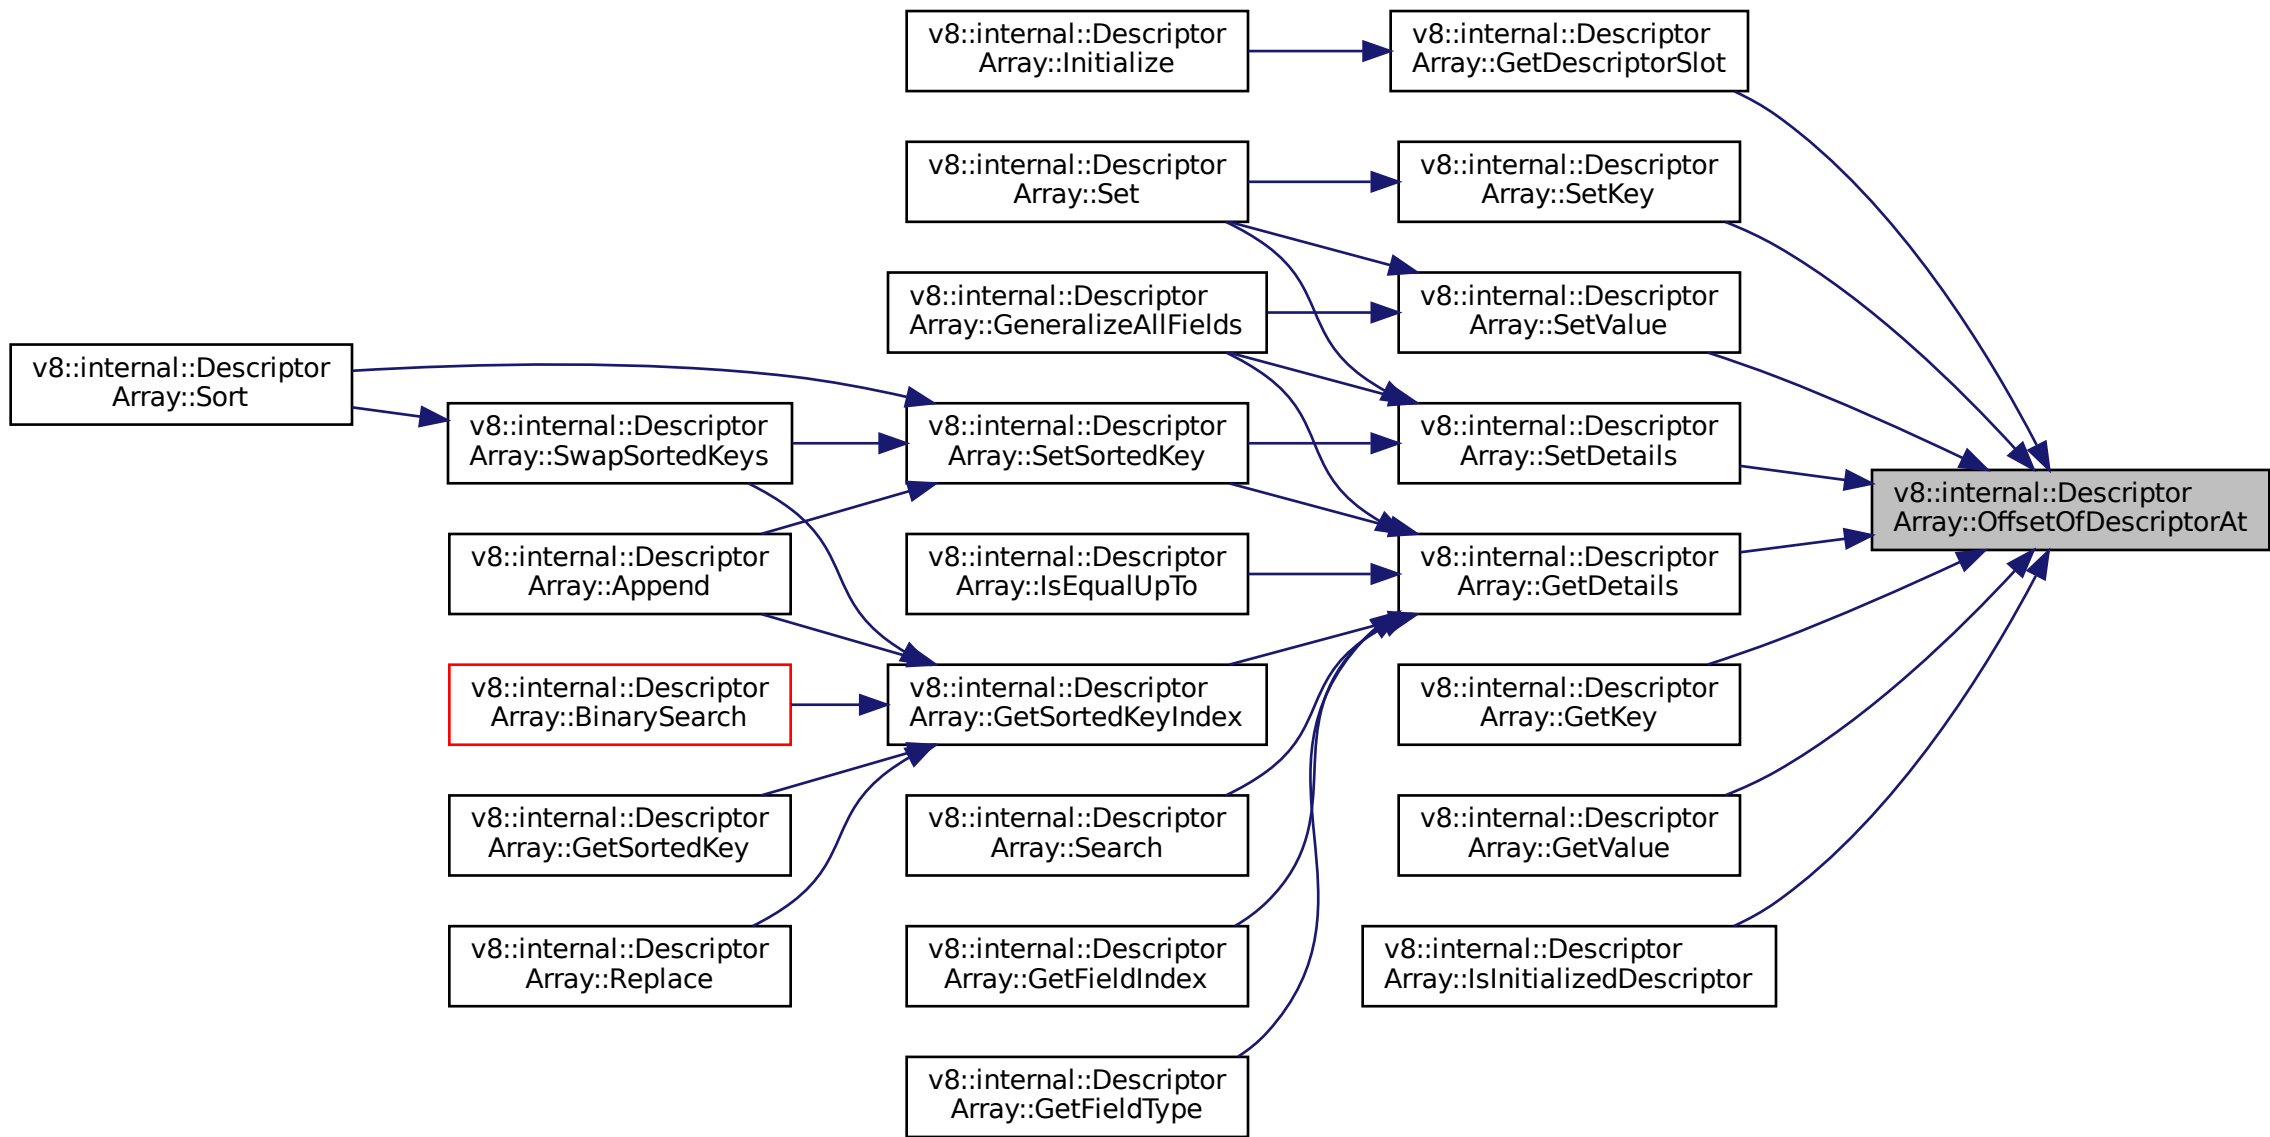 v8::internal::Descriptor
Array::Initialize
v8::internal::Descriptor
Array::GetDescriptorSlot
v8::internal::Descriptor
Array::Set
v8::internal::Descriptor
Array::SetKey
v8::internal::Descriptor
Array::GeneralizeAllFields
v8::internal::Descriptor
Array::SetValue
v8::internal::Descriptor
Array::Sort
v8::internal::Descriptor
Array::SwapSortedKeys
v8::internal::Descriptor
Array::SetSortedKey
v8::internal::Descriptor
Array::SetDetails
v8::internal::Descriptor
Array::OffsetOfDescriptorAt
v8::internal::Descriptor
Array::Append
v8::internal::Descriptor
Array::IsEqualUpTo
v8::internal::Descriptor
Array::GetDetails
v8::internal::Descriptor
Array::BinarySearch
v8::internal::Descriptor
Array::GetSortedKeyIndex
v8::internal::Descriptor
Array::GetKey
v8::internal::Descriptor
Array::GetSortedKey
v8::internal::Descriptor
Array::Search
v8::internal::Descriptor
Array::GetValue
v8::internal::Descriptor
Array::Replace
v8::internal::Descriptor
Array::GetFieldIndex
v8::internal::Descriptor
Array::IsInitializedDescriptor
v8::internal::Descriptor
Array::GetFieldType